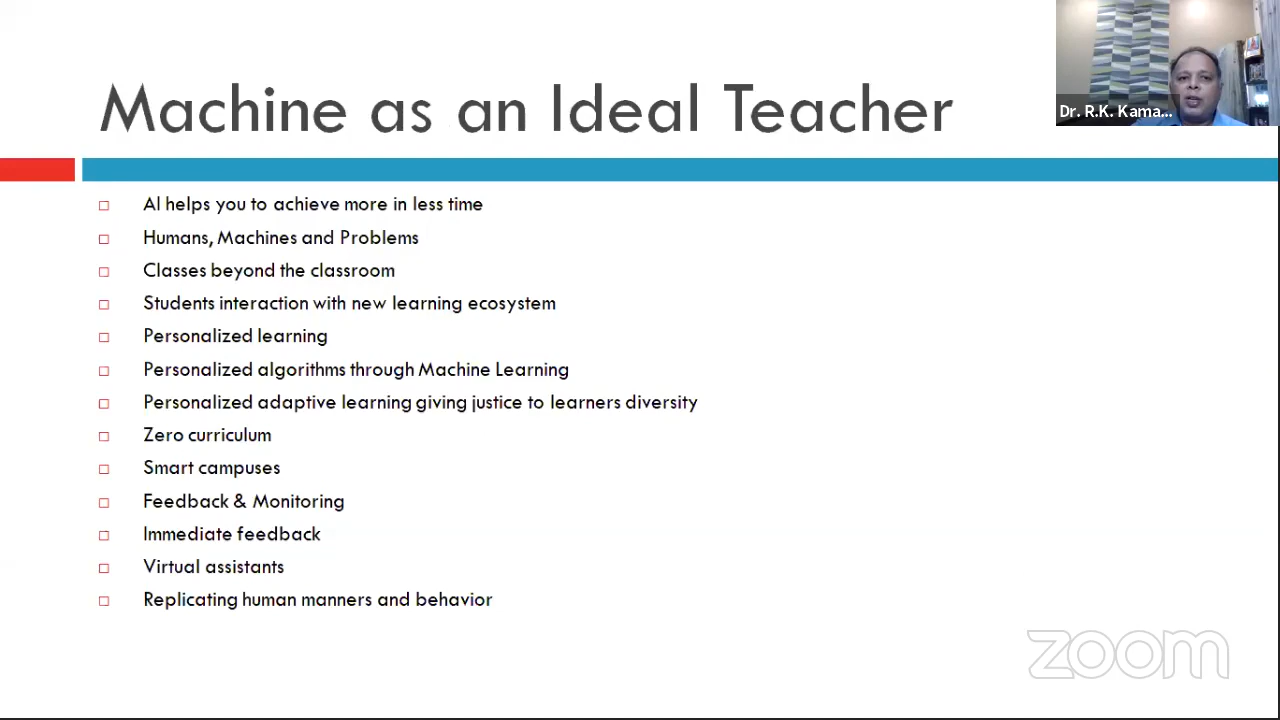 Machine as an Ideal Teacher
Dr. R.K. Kama...
AI helps you to achieve more in less time
Humans, Machines and Problems
Classes beyond the classroom
Students interaction with new learning ecosystem
Personalized learning
Personalized algorithms through Machine Learning
Personalized adaptive learning giving justice to learners diversity
Zero curriculum
Smart campuses
Feedback & Monitoring
Immediate feedback
Virtual assistants
Replicating human manners and behavior
zoom